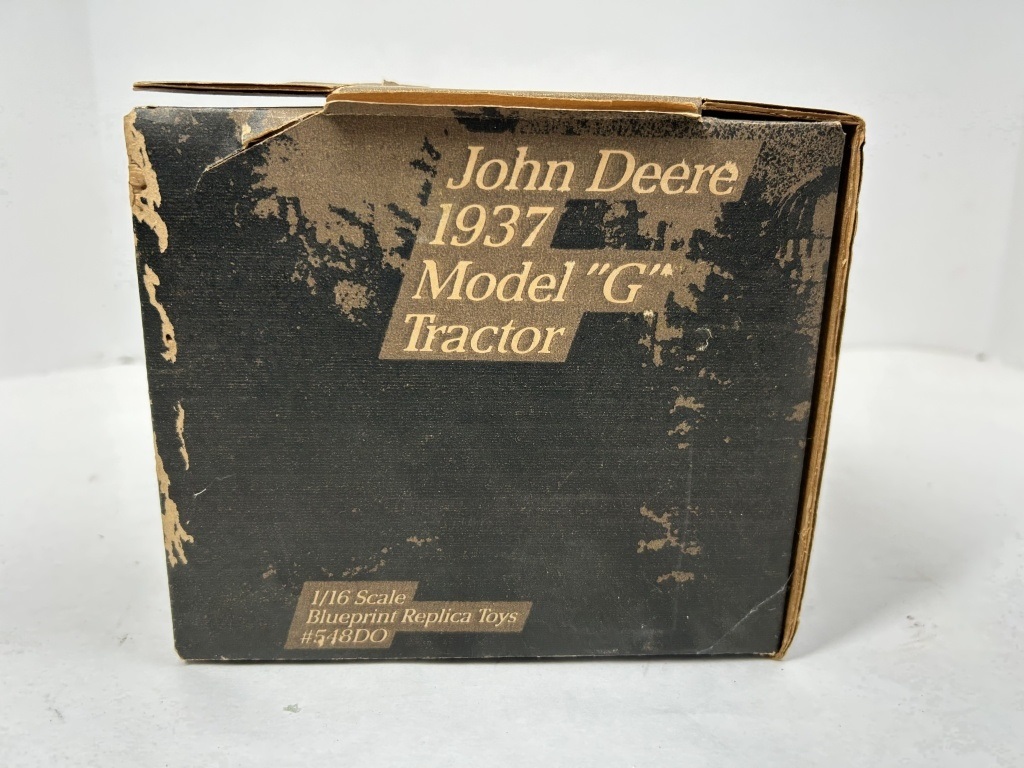 John Deere
1937
Model "G"
Tractor
1/16 Scale
Blueprint Replica Toys
#548DO